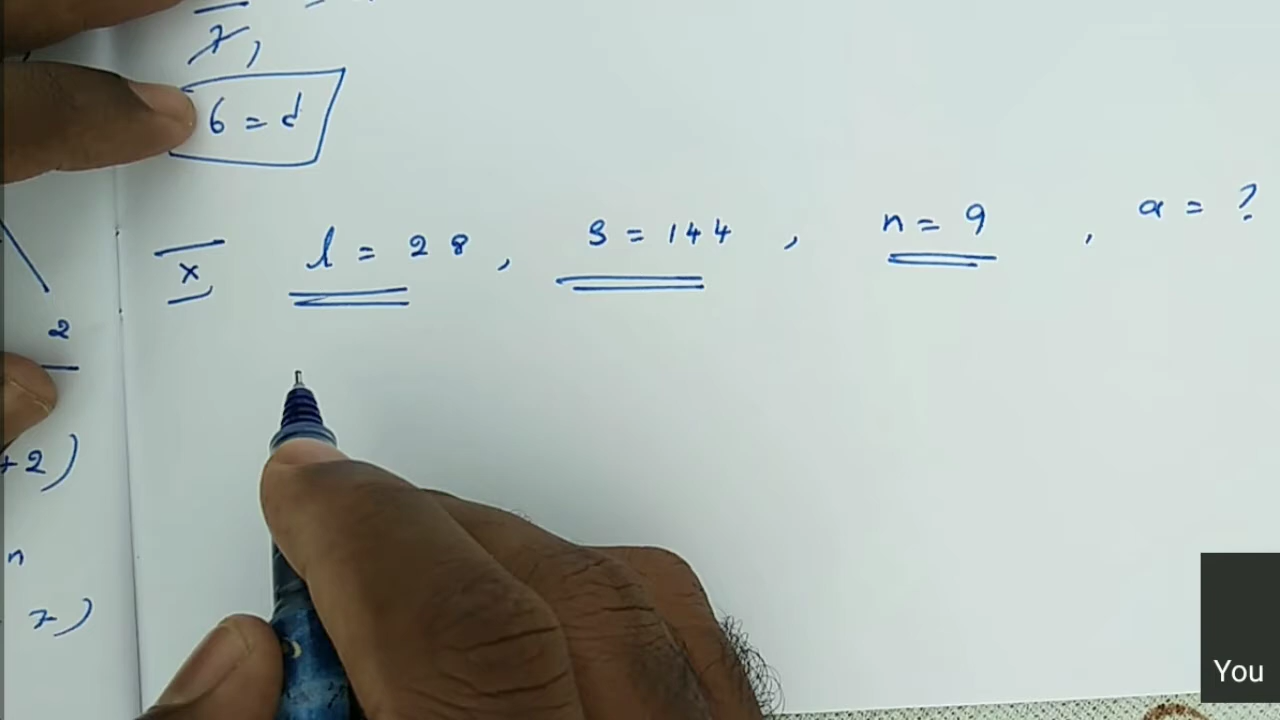 7,
6 = d
x l = 28, S = 144, n = 9, a = ?
2
+2)
n
7)
You